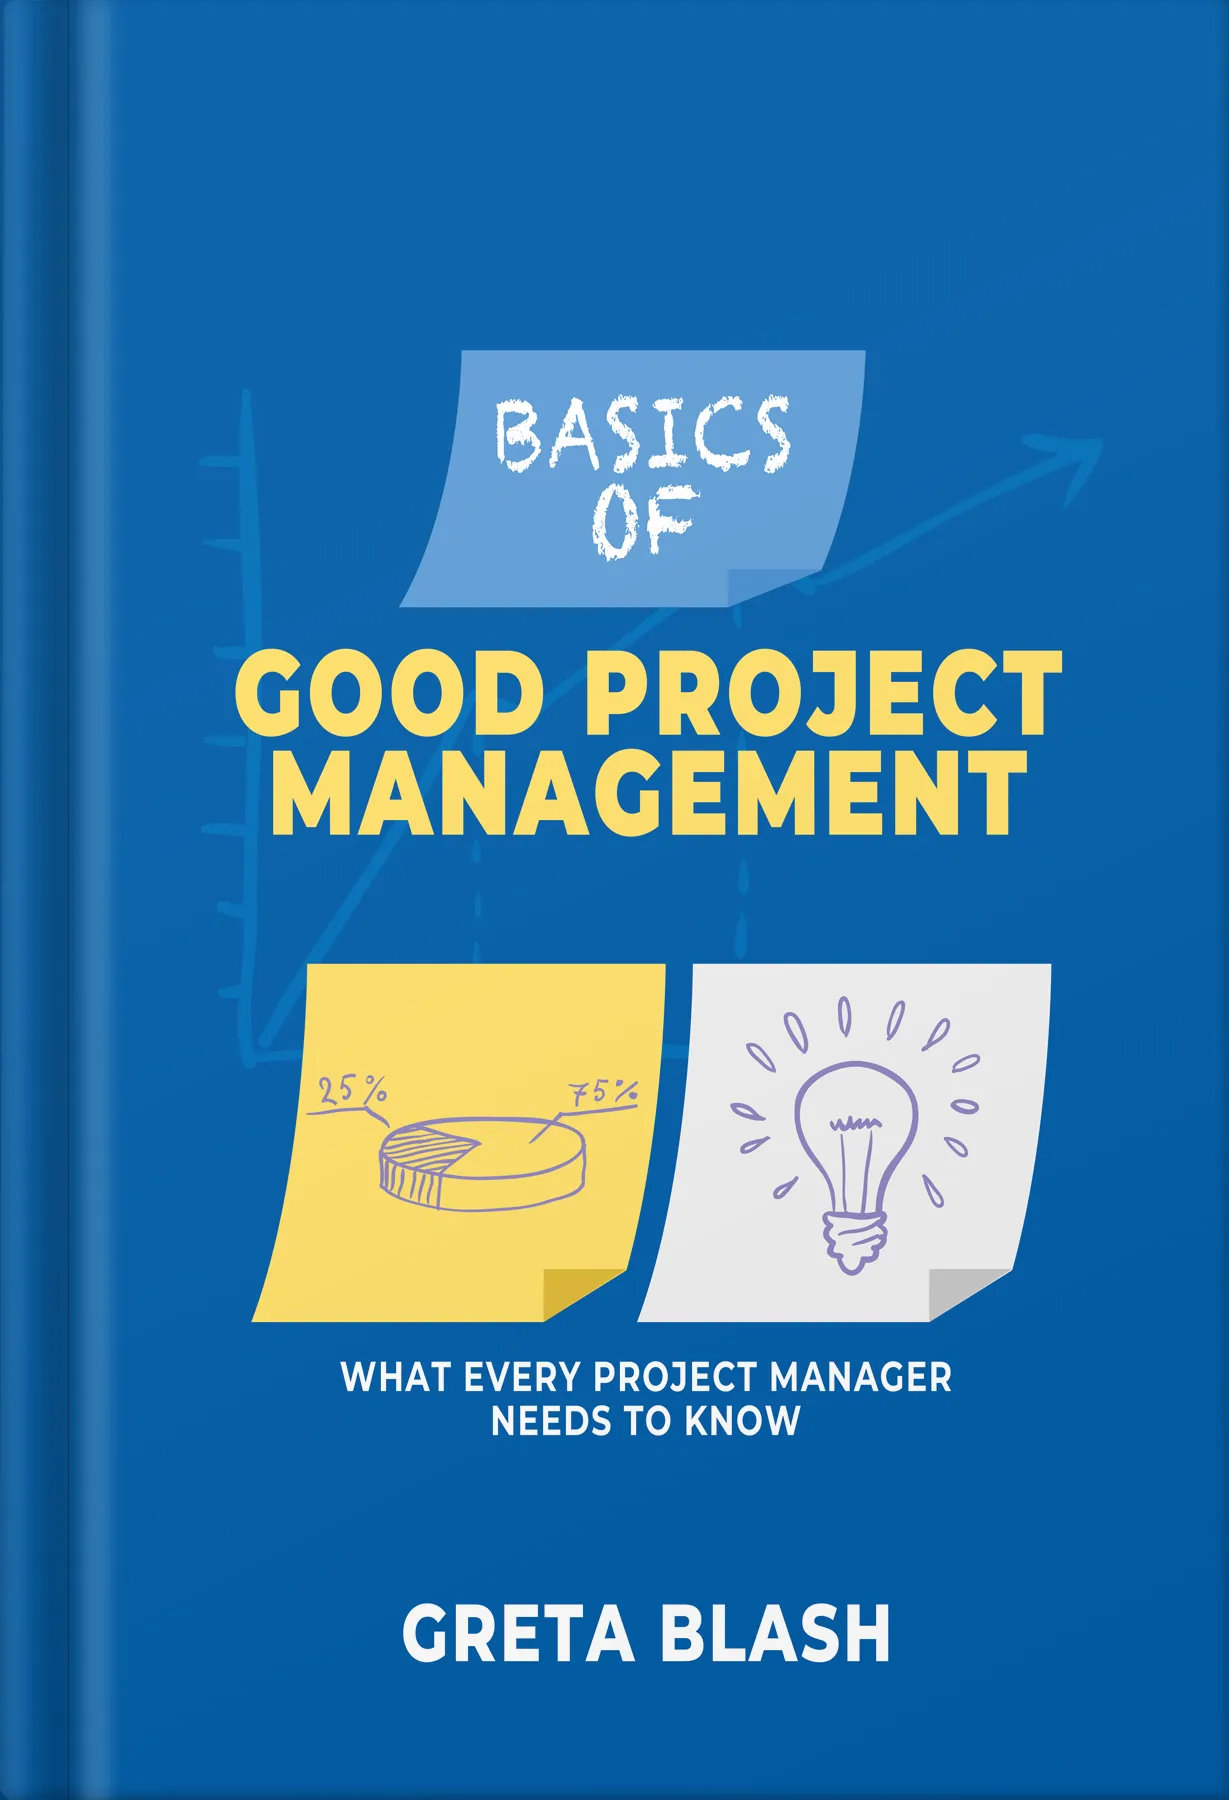 BASICS
OF
GOOD PROJECT
MANAGEMENT
25% 75%
WHAT EVERY PROJECT MANAGER
NEEDS TO KNOW
GRETA BLASH